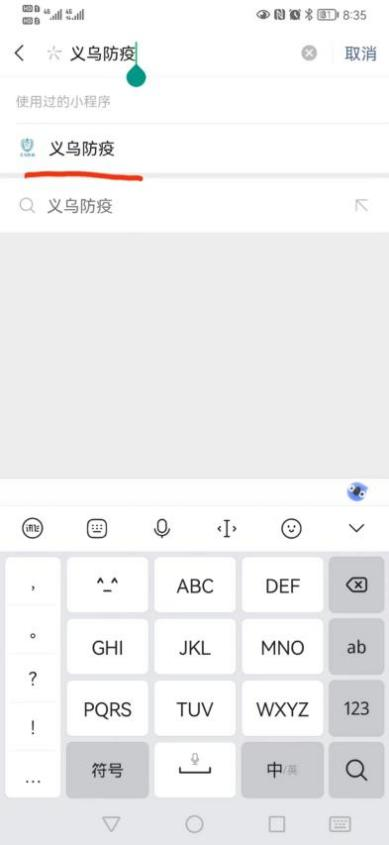 8:35
义乌防疫
取消
使用过的小程序
义乌防疫
义乌防疫
,
^_^
ABC
DEF
。
GHI
JKL
MNO
ab
?
PQRS
TUV
WXYZ
123
!
...
符号
中/英